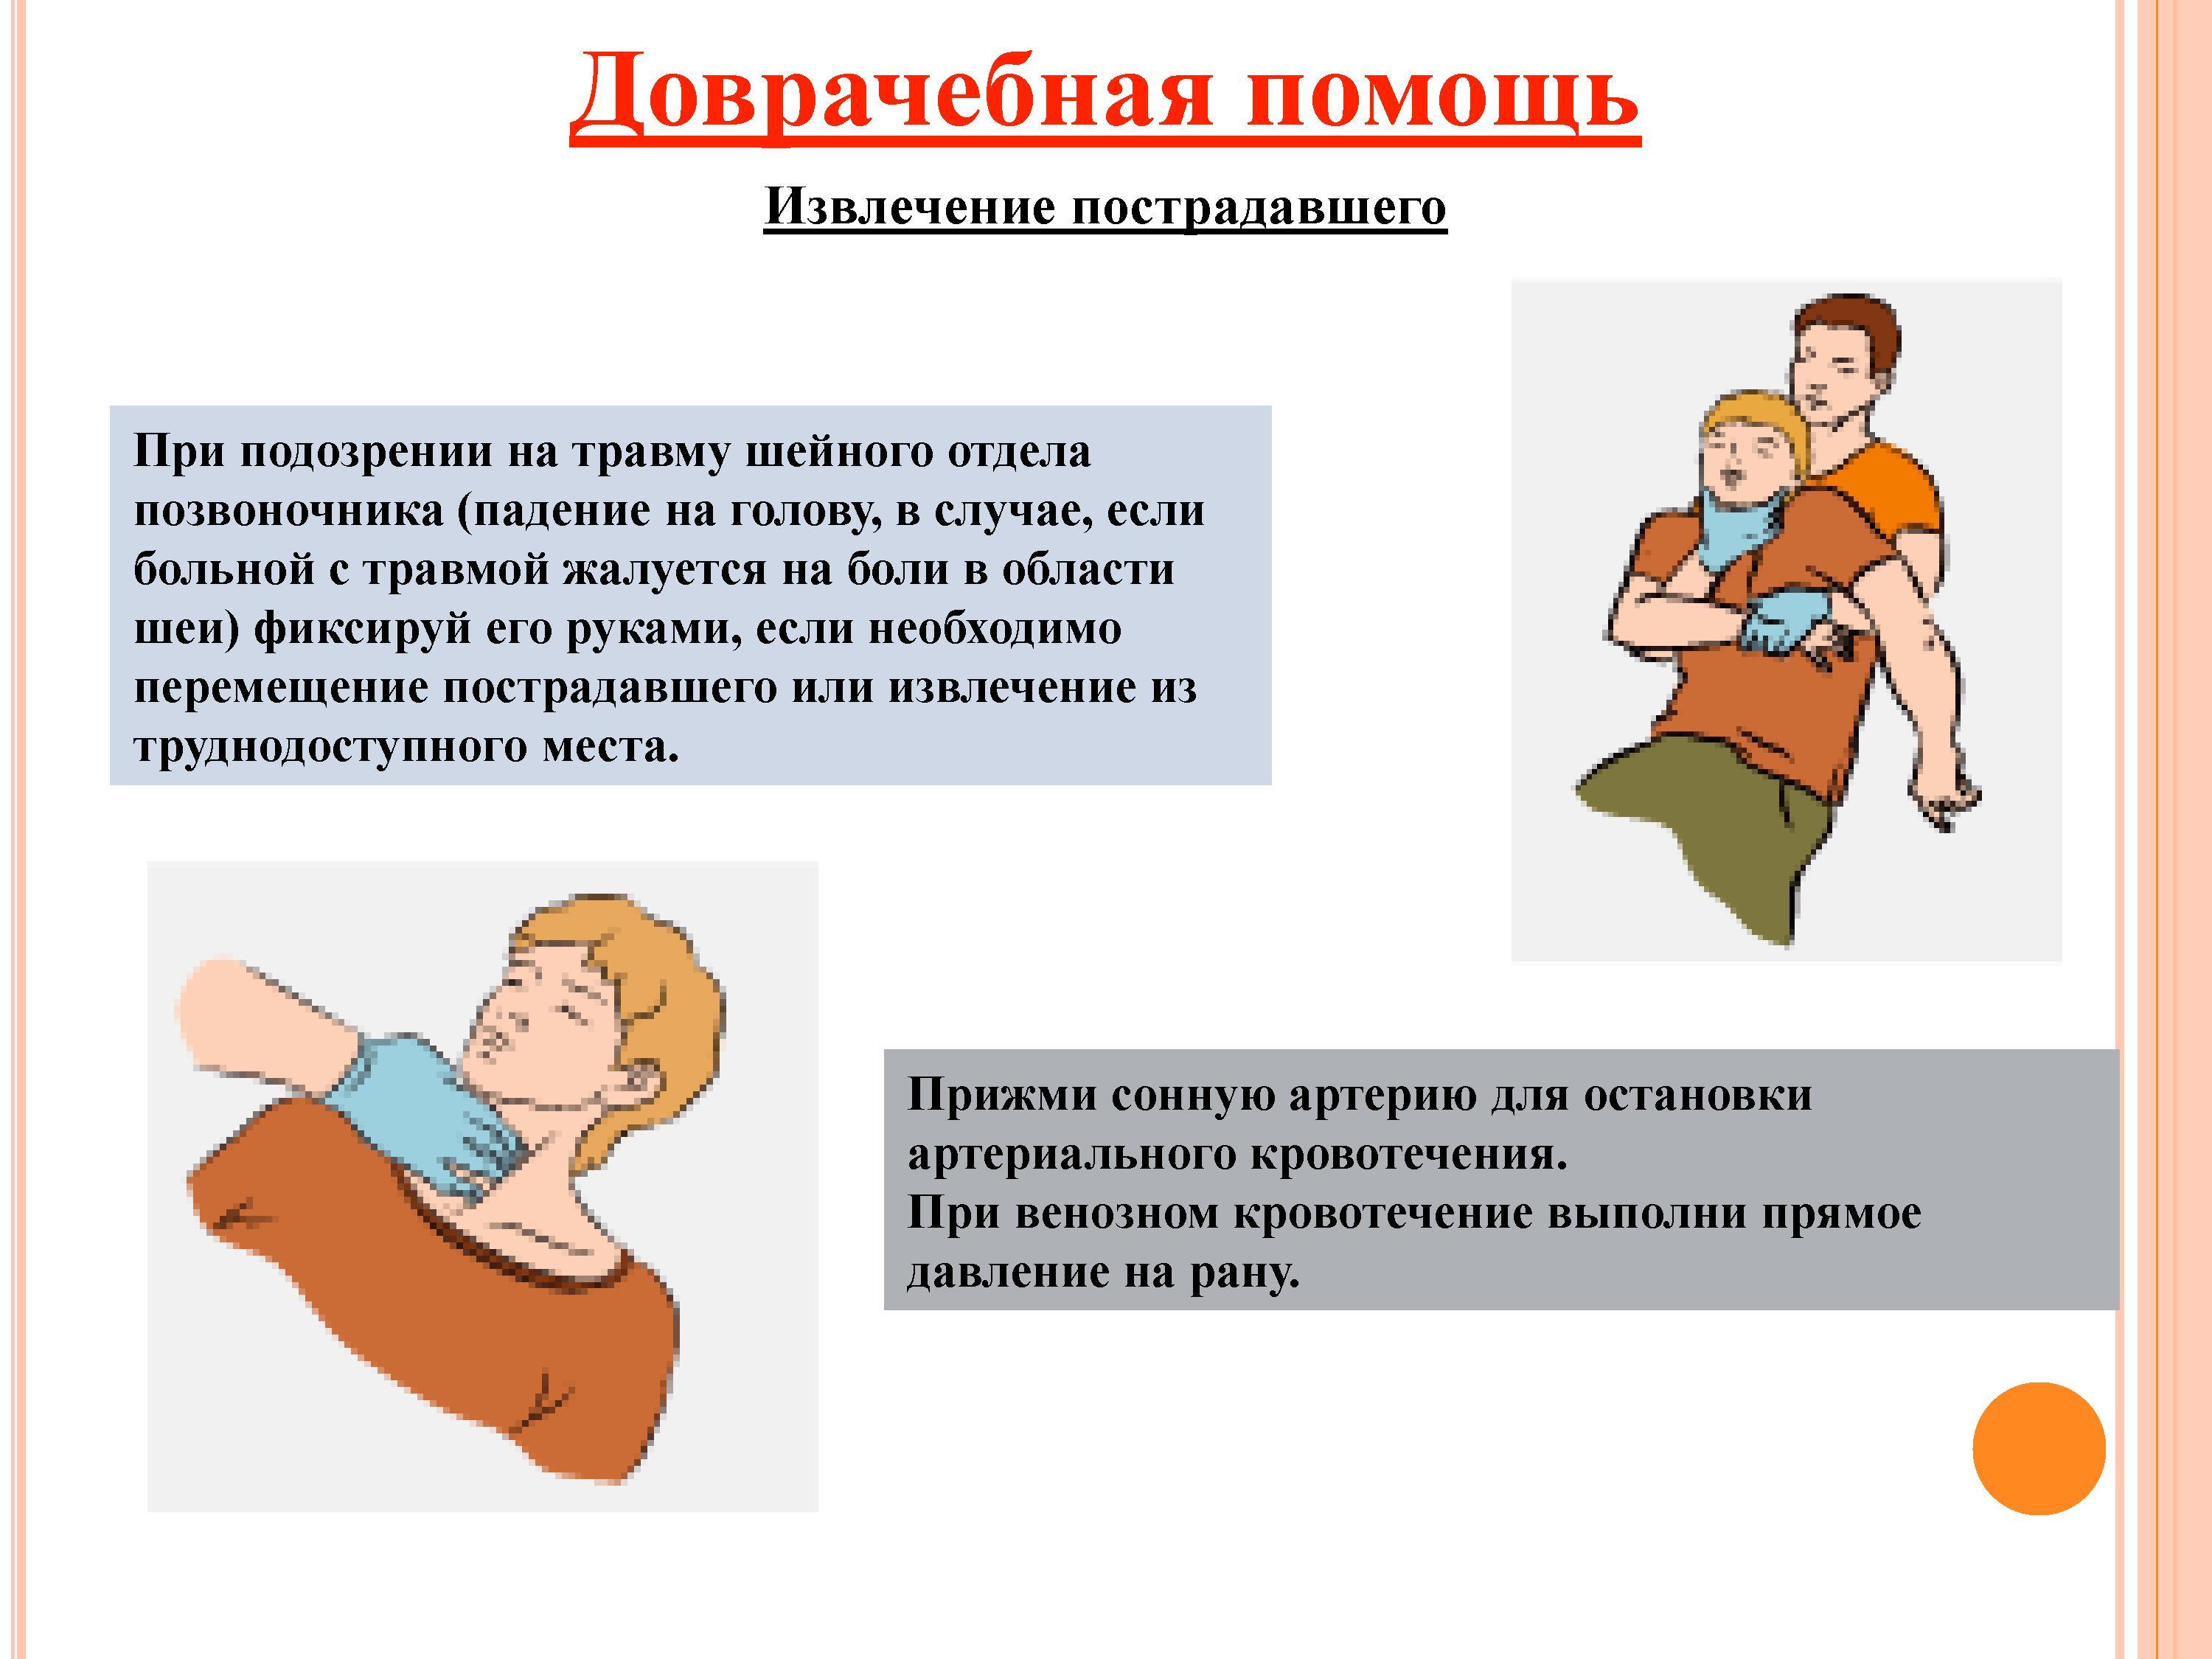 Доврачебная помощь
Извлечение пострадавшего
При подозрении на травму шейного отдела
позвоночника (падение на голову, в случае, если
больной с травмой жалуется на боли в области
шеи) фиксируй его руками, если необходимо
перемещение пострадавшего или извлечение из
труднодоступного места.
Прижми сонную артерию для остановки
артериального кровотечения.
При венозном кровотечение выполни прямое
давление на рану.